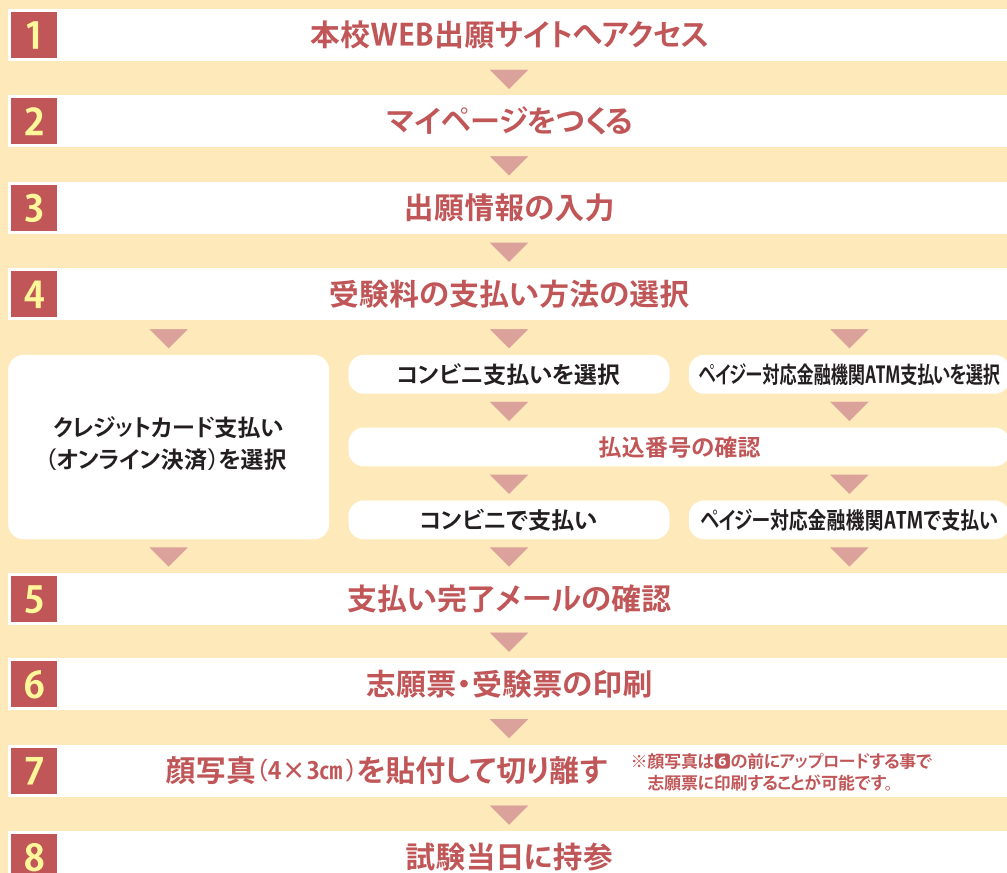 1 本校WEB出願サイトへアクセス
2 マイページをつくる
3 出願情報の入力
4 受験料の支払い方法の選択
クレジットカード支払い
(オンライン決済)を選択
コンビニ支払いを選択
ペイジー対応金融機関ATM支払いを選択
払込番号の確認
コンビニで支払い
ペイジー対応金融機関ATMで支払い
5 支払い完了メールの確認
6 志願票・受験票の印刷
7 顔写真(4×3㎝)を貼付して切り離す
※顔写真は6の前にアップロードする事で
志願票に印刷することが可能です。
8 試験当日に持参